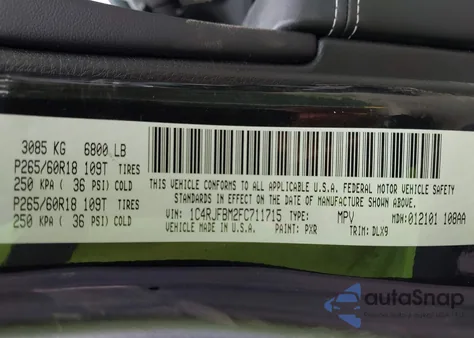 3085 KG 6800 LB
P265/60R18 109T TIRES
250 KPA ( 36 PSI) COLD
P265/60R18 109T TIRES
250 KPA ( 36 PSI) COLD
THIS VEHICLE CONFORMS TO ALL APPLICABLE U.S.A. FEDERAL MOTOR VEHICLE SAFETY
STANDARDS IN EFFECT ON THE DATE OF MANUFACTURE SHOWN ABOVE.
VIN: 1C4RJFBM2FC711715 TYPE: MPV MDH: 012101 108AA
MADE IN U.S.A. PAINT: PXR TRIM: DLX9
autoSnap